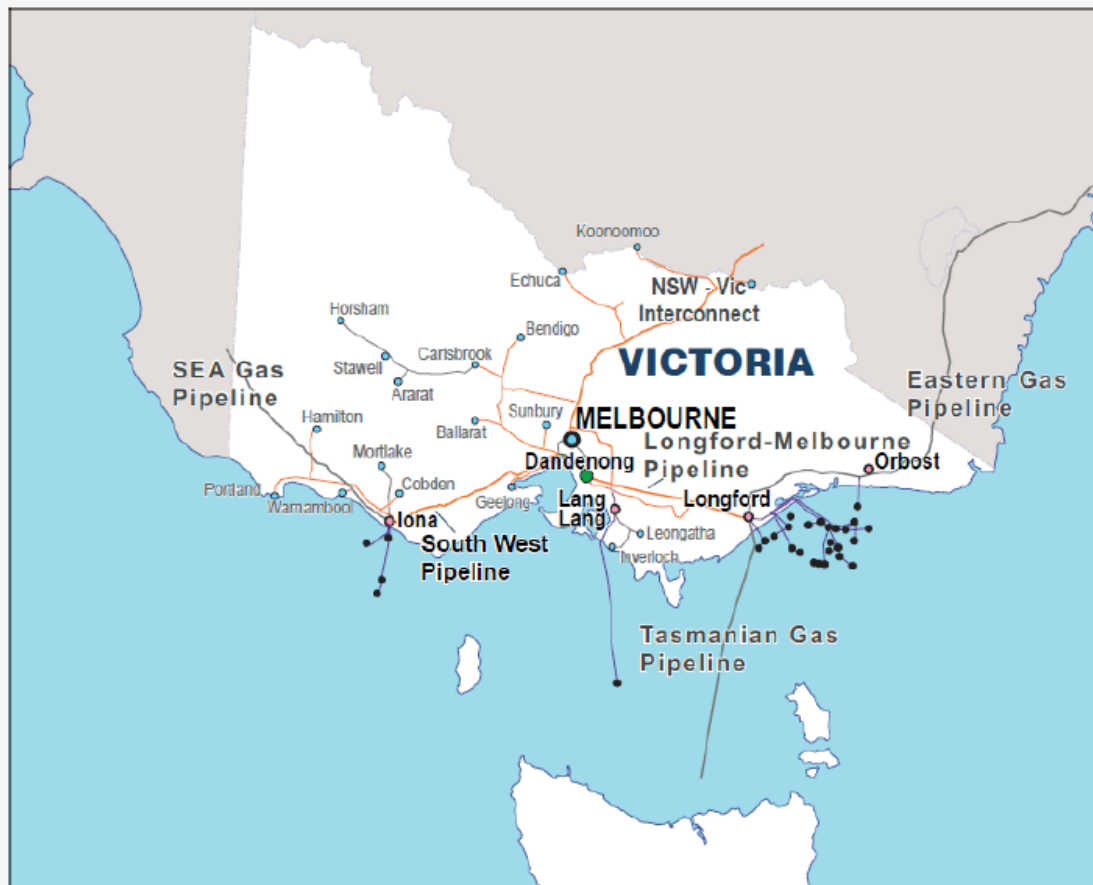 Koonoomoo
Echuca
NSW - Vic
Interconnect
Horsham
Bendigo
Stawell
Carlsbrook
VICTORIA
SEA Gas
Pipeline
Ararat
Eastern Gas
Pipeline
Hamilton
Ballarat
Sunbury
MELBOURNE
Longford-Melbourne
Pipeline
Mortlake
Dandenong
Orbost
Portland
Warnambool
Cobden
Geelong
Lang
Lang
Longford
Iona
Leongatha
Inverloch
South West
Pipeline
Tasmanian Gas
Pipeline